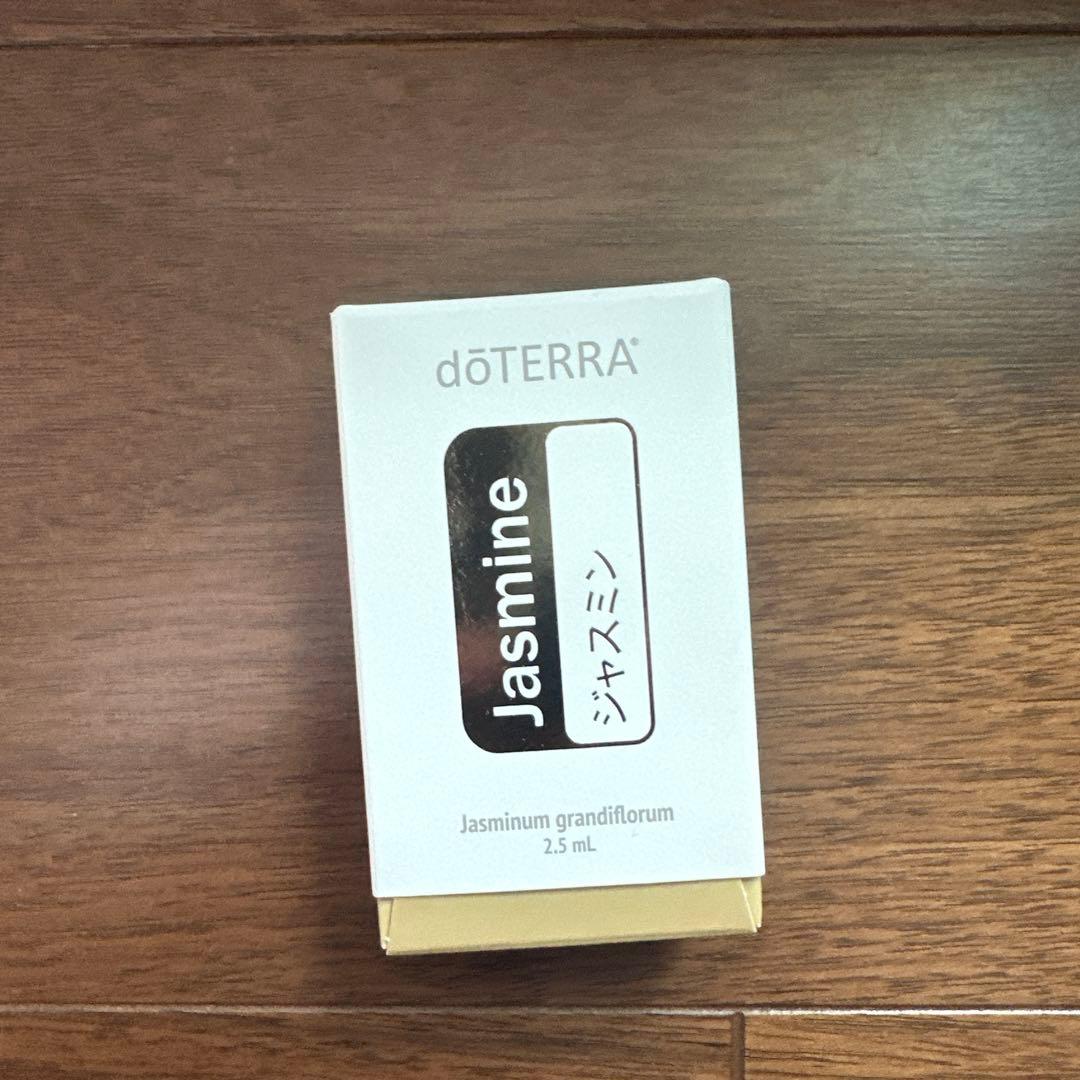 dōTERRA®
Jasmine
ジャスミン
Jasminum grandiflorum
2.5 mL